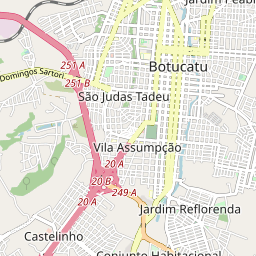 Jardim Peabi
Domingos Sartori
251 A
Botucatu
251 B
São Judas Tadeu
Vila Assumpção
20 A
20 B
249 A
Jardim Reflorenda
Castelinho
20 A
Conjunto Habitacional